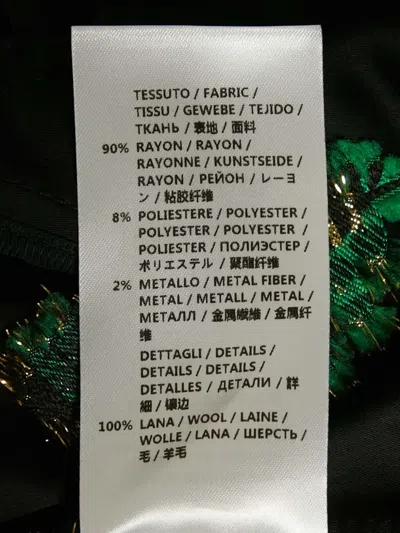 TESSUTO / FABRIC /
TISSU / GEWEBE / TEJIDO /
ТКАНЬ / 表地 / 面料
90% RAYON / RAYON /
RAYONNE / KUNSTSEIDE /
RAYON / РЕЙОН / レーヨ
ン / 粘胶纤维
8% POLIESTERE / POLYESTER /
POLYESTER / POLYESTER /
POLIESTER / ПОЛИЭСТЕР /
ポリエステル / 聚酯纤维
2% METALLO / METAL FIBER /
METAL / METALL / METAL /
МЕТАЛЛ / 金属繊維 / 金属纤
维
DETTAGLI / DETAILS /
DETAILS / DETAILS /
DETALLES / ДЕТАЛИ / 詳
細 / 镶边
100% LANA / WOOL / LAINE /
WOLLE / LANA / ШЕРСТЬ /
毛 / 羊毛